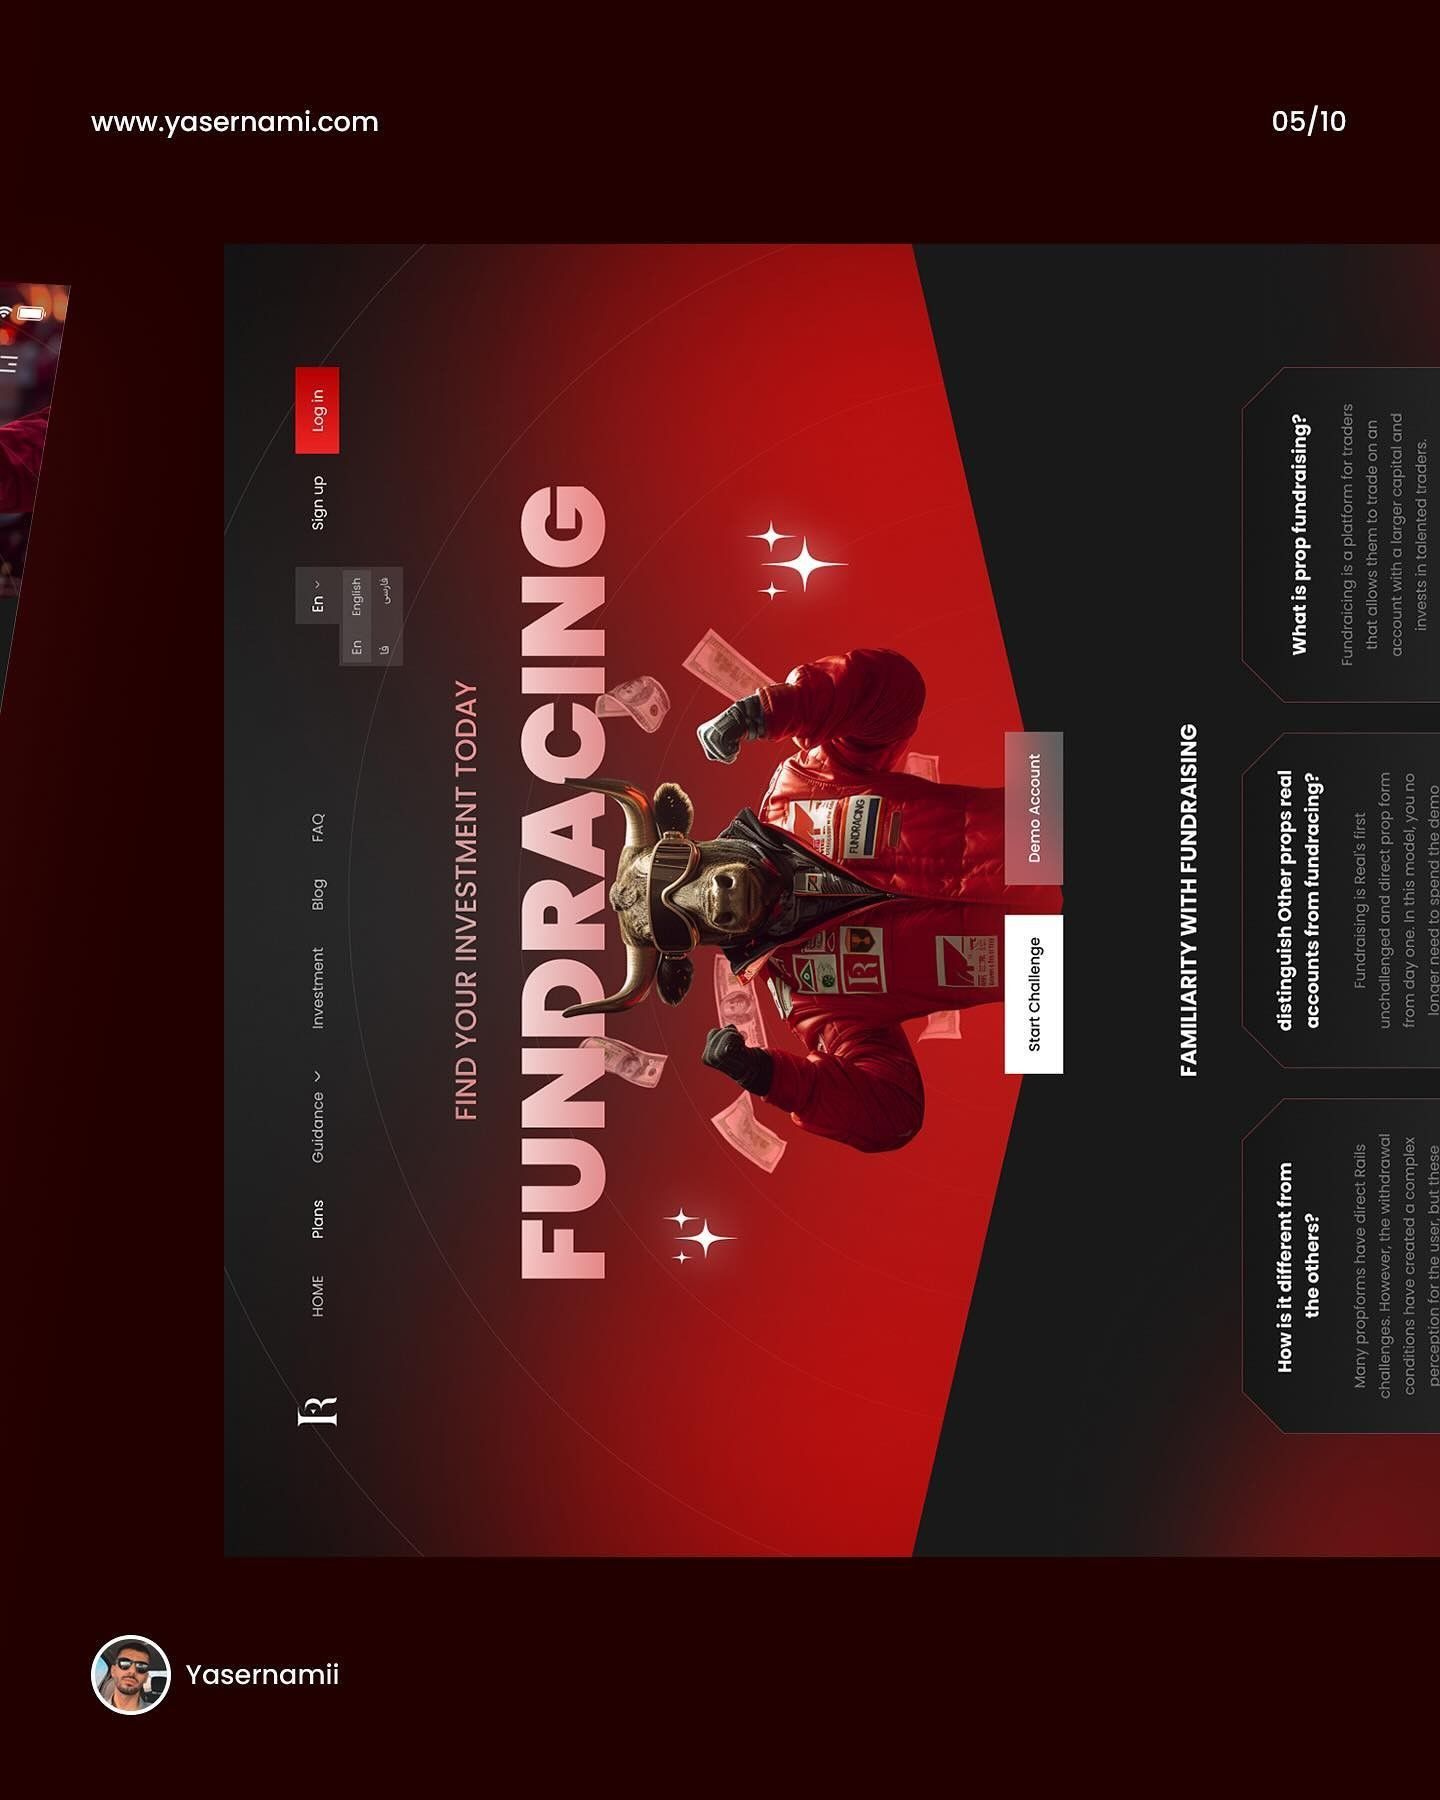 www.yasernami.com
05/10
HOME
Plans
Guidance
Investment
Blog
FAQ
En
Sign up
Log in
En English
فا فارسی
FIND YOUR INVESTMENT TODAY
FUNDRACING
FUNDRACING
Start Challenge
Demo Account
FAMILIARITY WITH FUNDRAISING
How is it different from
the others?
Many propforms have direct Rails
challenges. However, the withdrawal
conditions have created a complex
perception for the user, but these
distinguish Other props real
accounts from fundracing?
Fundraising is Real's first
unchallenged and direct prop form
from day one. In this model, you no
longer need to spend the demo
What is prop fundraising?
Fundraicing is a platform for traders
that allows them to trade on an
account with a larger capital and
invests in talented traders.
Yasernamii